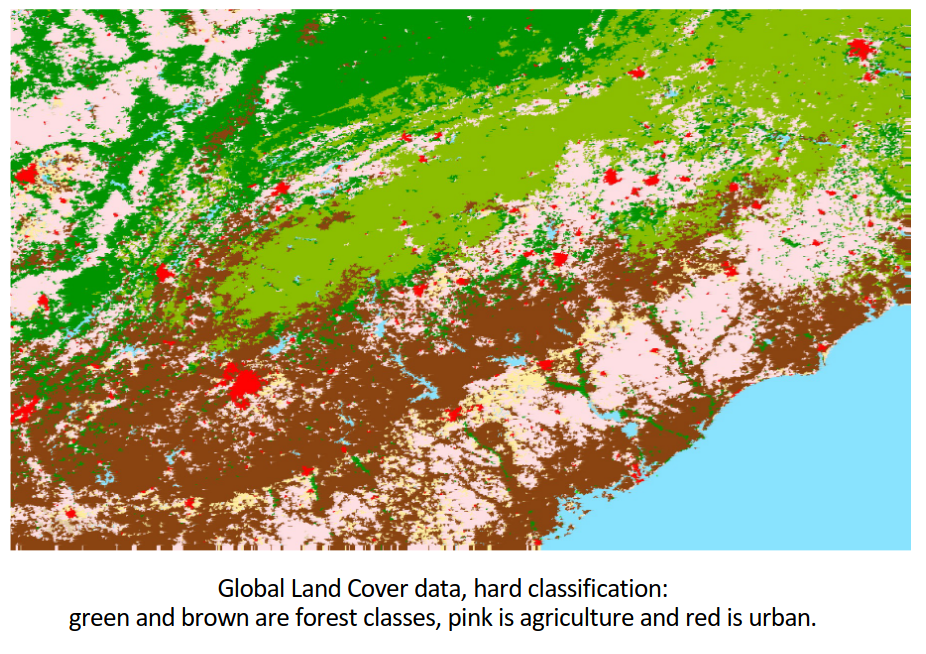 Global Land Cover data, hard classification:
green and brown are forest classes, pink is agriculture and red is urban.